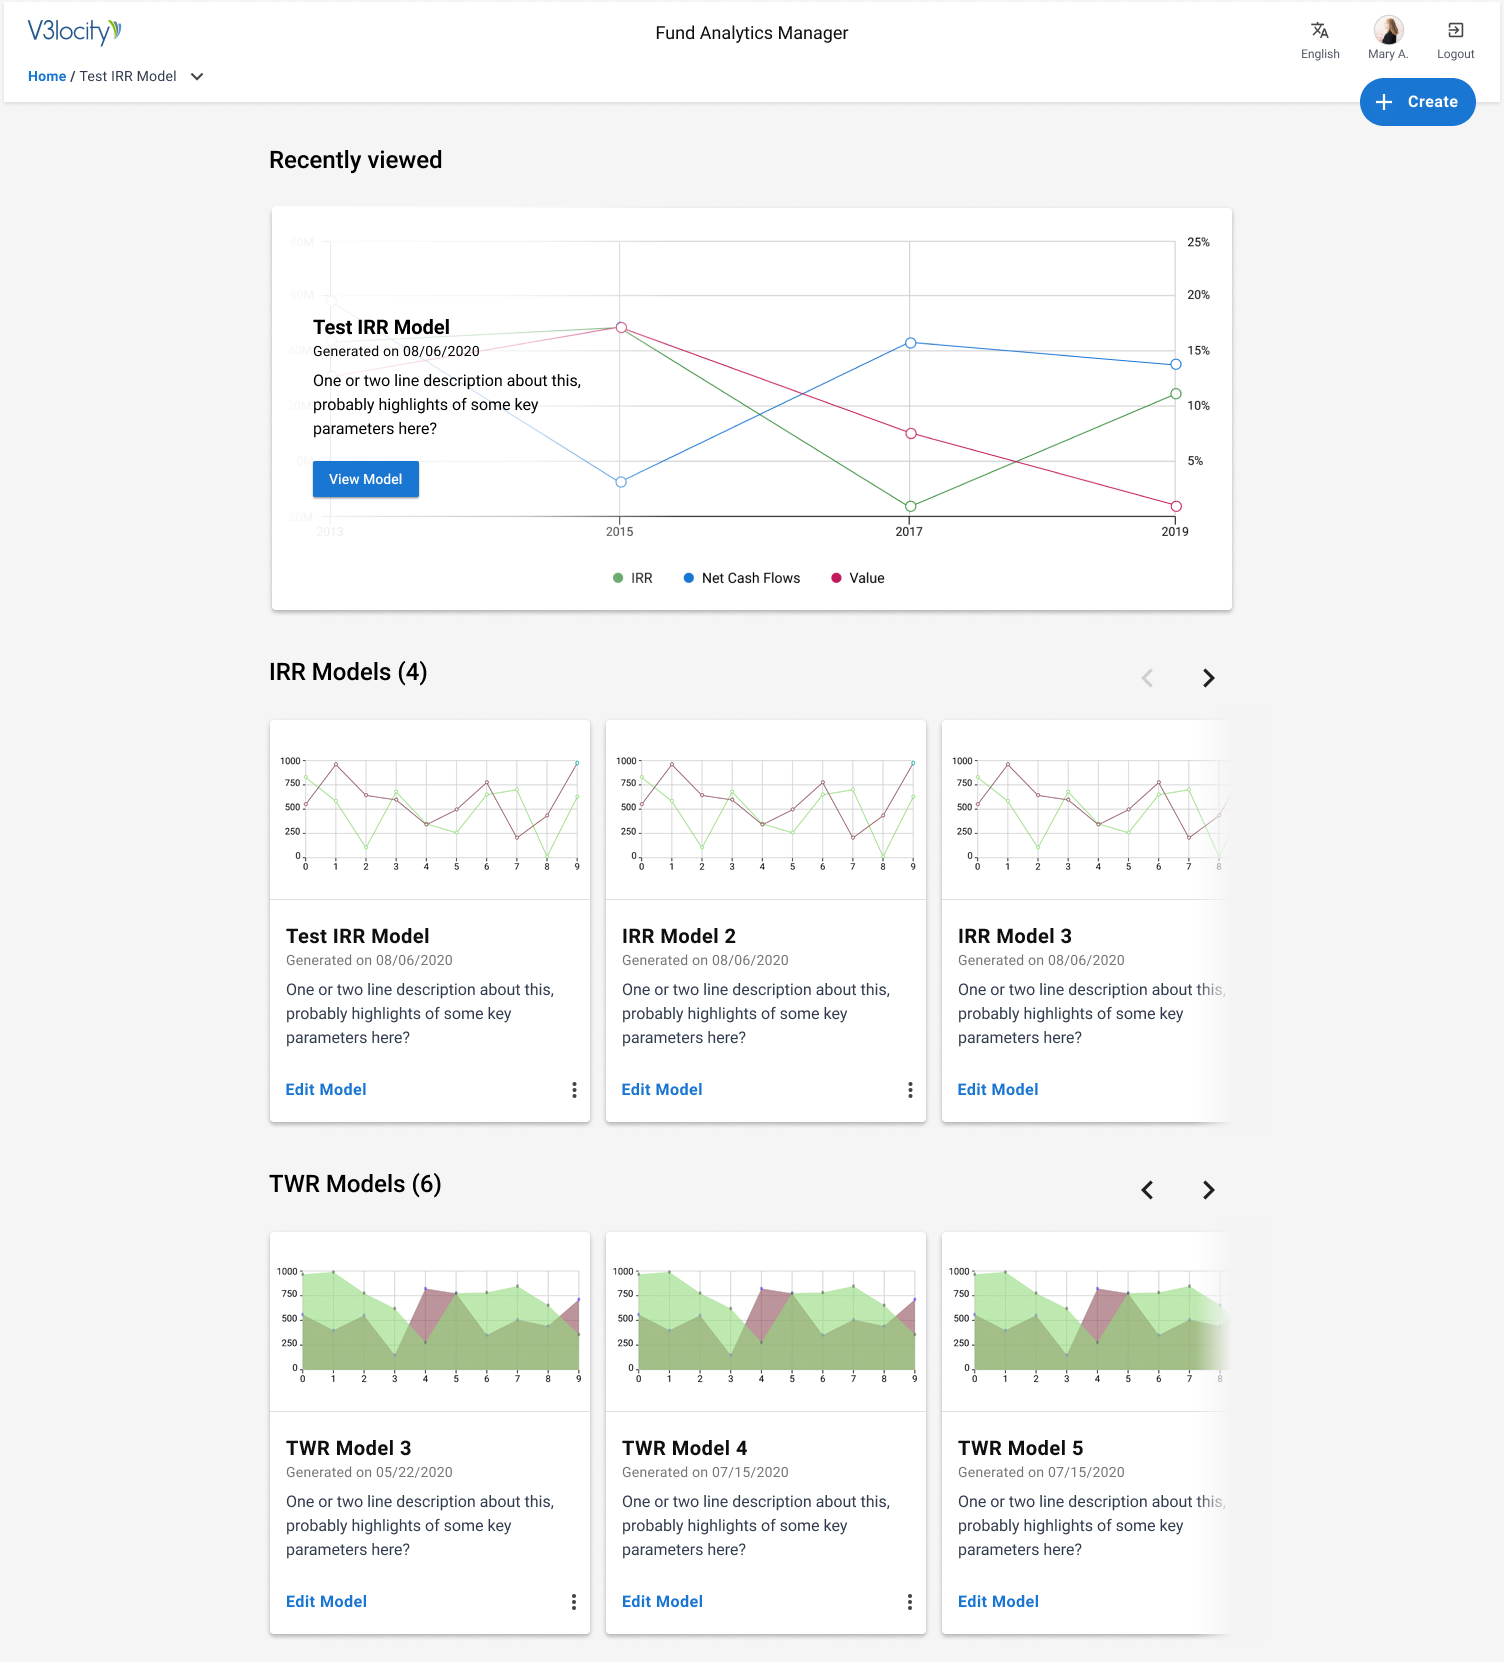 V3locity
Fund Analytics Manager
English
Mary A.
Logout
Home / Test IRR Model
Create
Recently viewed
80M
60M
40M
20M
0M
20M
25%
20%
15%
10%
5%
Test IRR Model
Generated on 08/06/2020
One or two line description about this,
probably highlights of some key
parameters here?
View Model
2013 2015 2017 2019
IRR Net Cash Flows Value
IRR Models (4)
1000
750
500
250
0
0 1 2 3 4 5 6 7 8 9
Test IRR Model
Generated on 08/06/2020
One or two line description about this,
probably highlights of some key
parameters here?
Edit Model
1000
750
500
250
0
0 1 2 3 4 5 6 7 8 9
IRR Model 2
Generated on 08/06/2020
One or two line description about this,
probably highlights of some key
parameters here?
Edit Model
1000
750
500
250
0
0 1 2 3 4 5 6 7 8
IRR Model 3
Generated on 08/06/2020
One or two line description about this,
probably highlights of some key
parameters here?
Edit Model
TWR Models (6)
1000
750
500
250
0
0 1 2 3 4 5 6 7 8 9
TWR Model 3
Generated on 05/22/2020
One or two line description about this,
probably highlights of some key
parameters here?
Edit Model
1000
750
500
250
0
0 1 2 3 4 5 6 7 8 9
TWR Model 4
Generated on 07/15/2020
One or two line description about this,
probably highlights of some key
parameters here?
Edit Model
1000
750
500
250
0
0 1 2 3 4 5 6 7 8
TWR Model 5
Generated on 07/15/2020
One or two line description about this,
probably highlights of some key
parameters here?
Edit Model